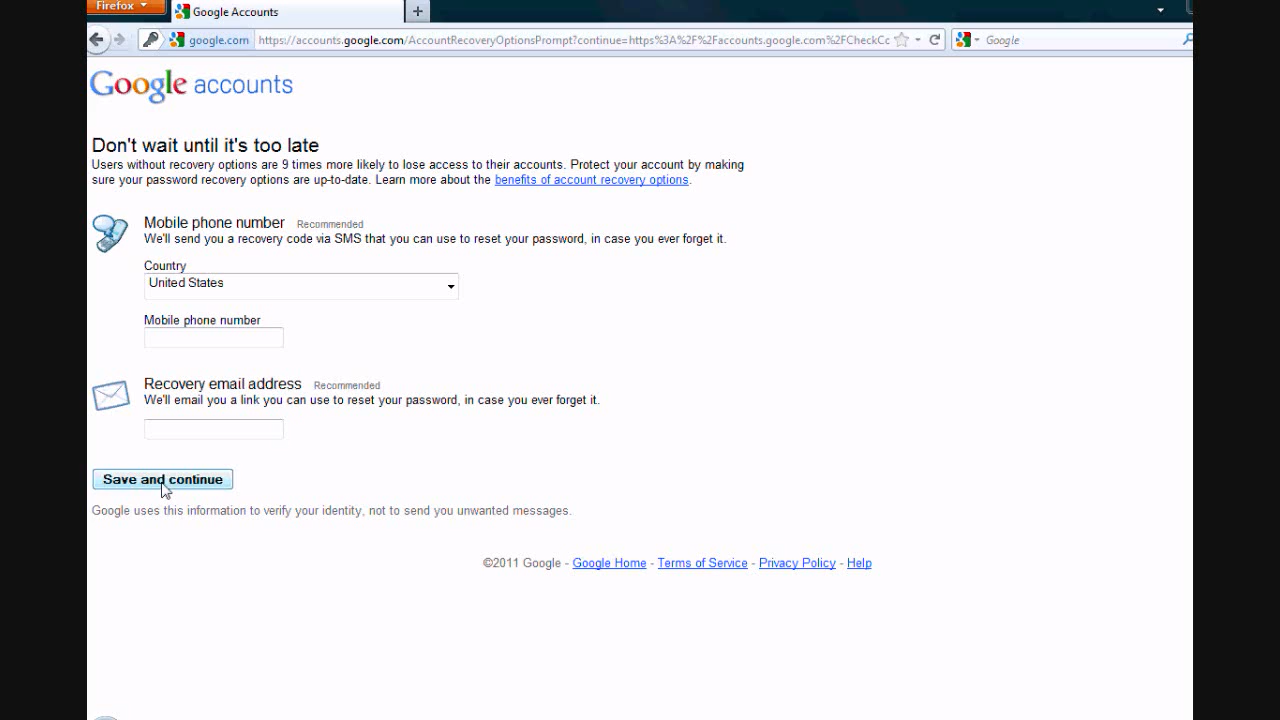 Firefox
Google Accounts
google.com https://accounts.google.com/AccountRecoveryOptionsPrompt?continue=https%3A%2F%2Faccounts.google.com%2FCheckCc Google
Google accounts
Don't wait until it's too late
Users without recovery options are 9 times more likely to lose access to their accounts. Protect your account by making
sure your password recovery options are up-to-date. Learn more about the benefits of account recovery options.
Mobile phone number Recommended
We'll send you a recovery code via SMS that you can use to reset your password, in case you ever forget it.
Country
United States
Mobile phone number
Recovery email address Recommended
We'll email you a link you can use to reset your password, in case you ever forget it.
Save and continue
Google uses this information to verify your identity, not to send you unwanted messages.
©2011 Google - Google Home - Terms of Service - Privacy Policy - Help